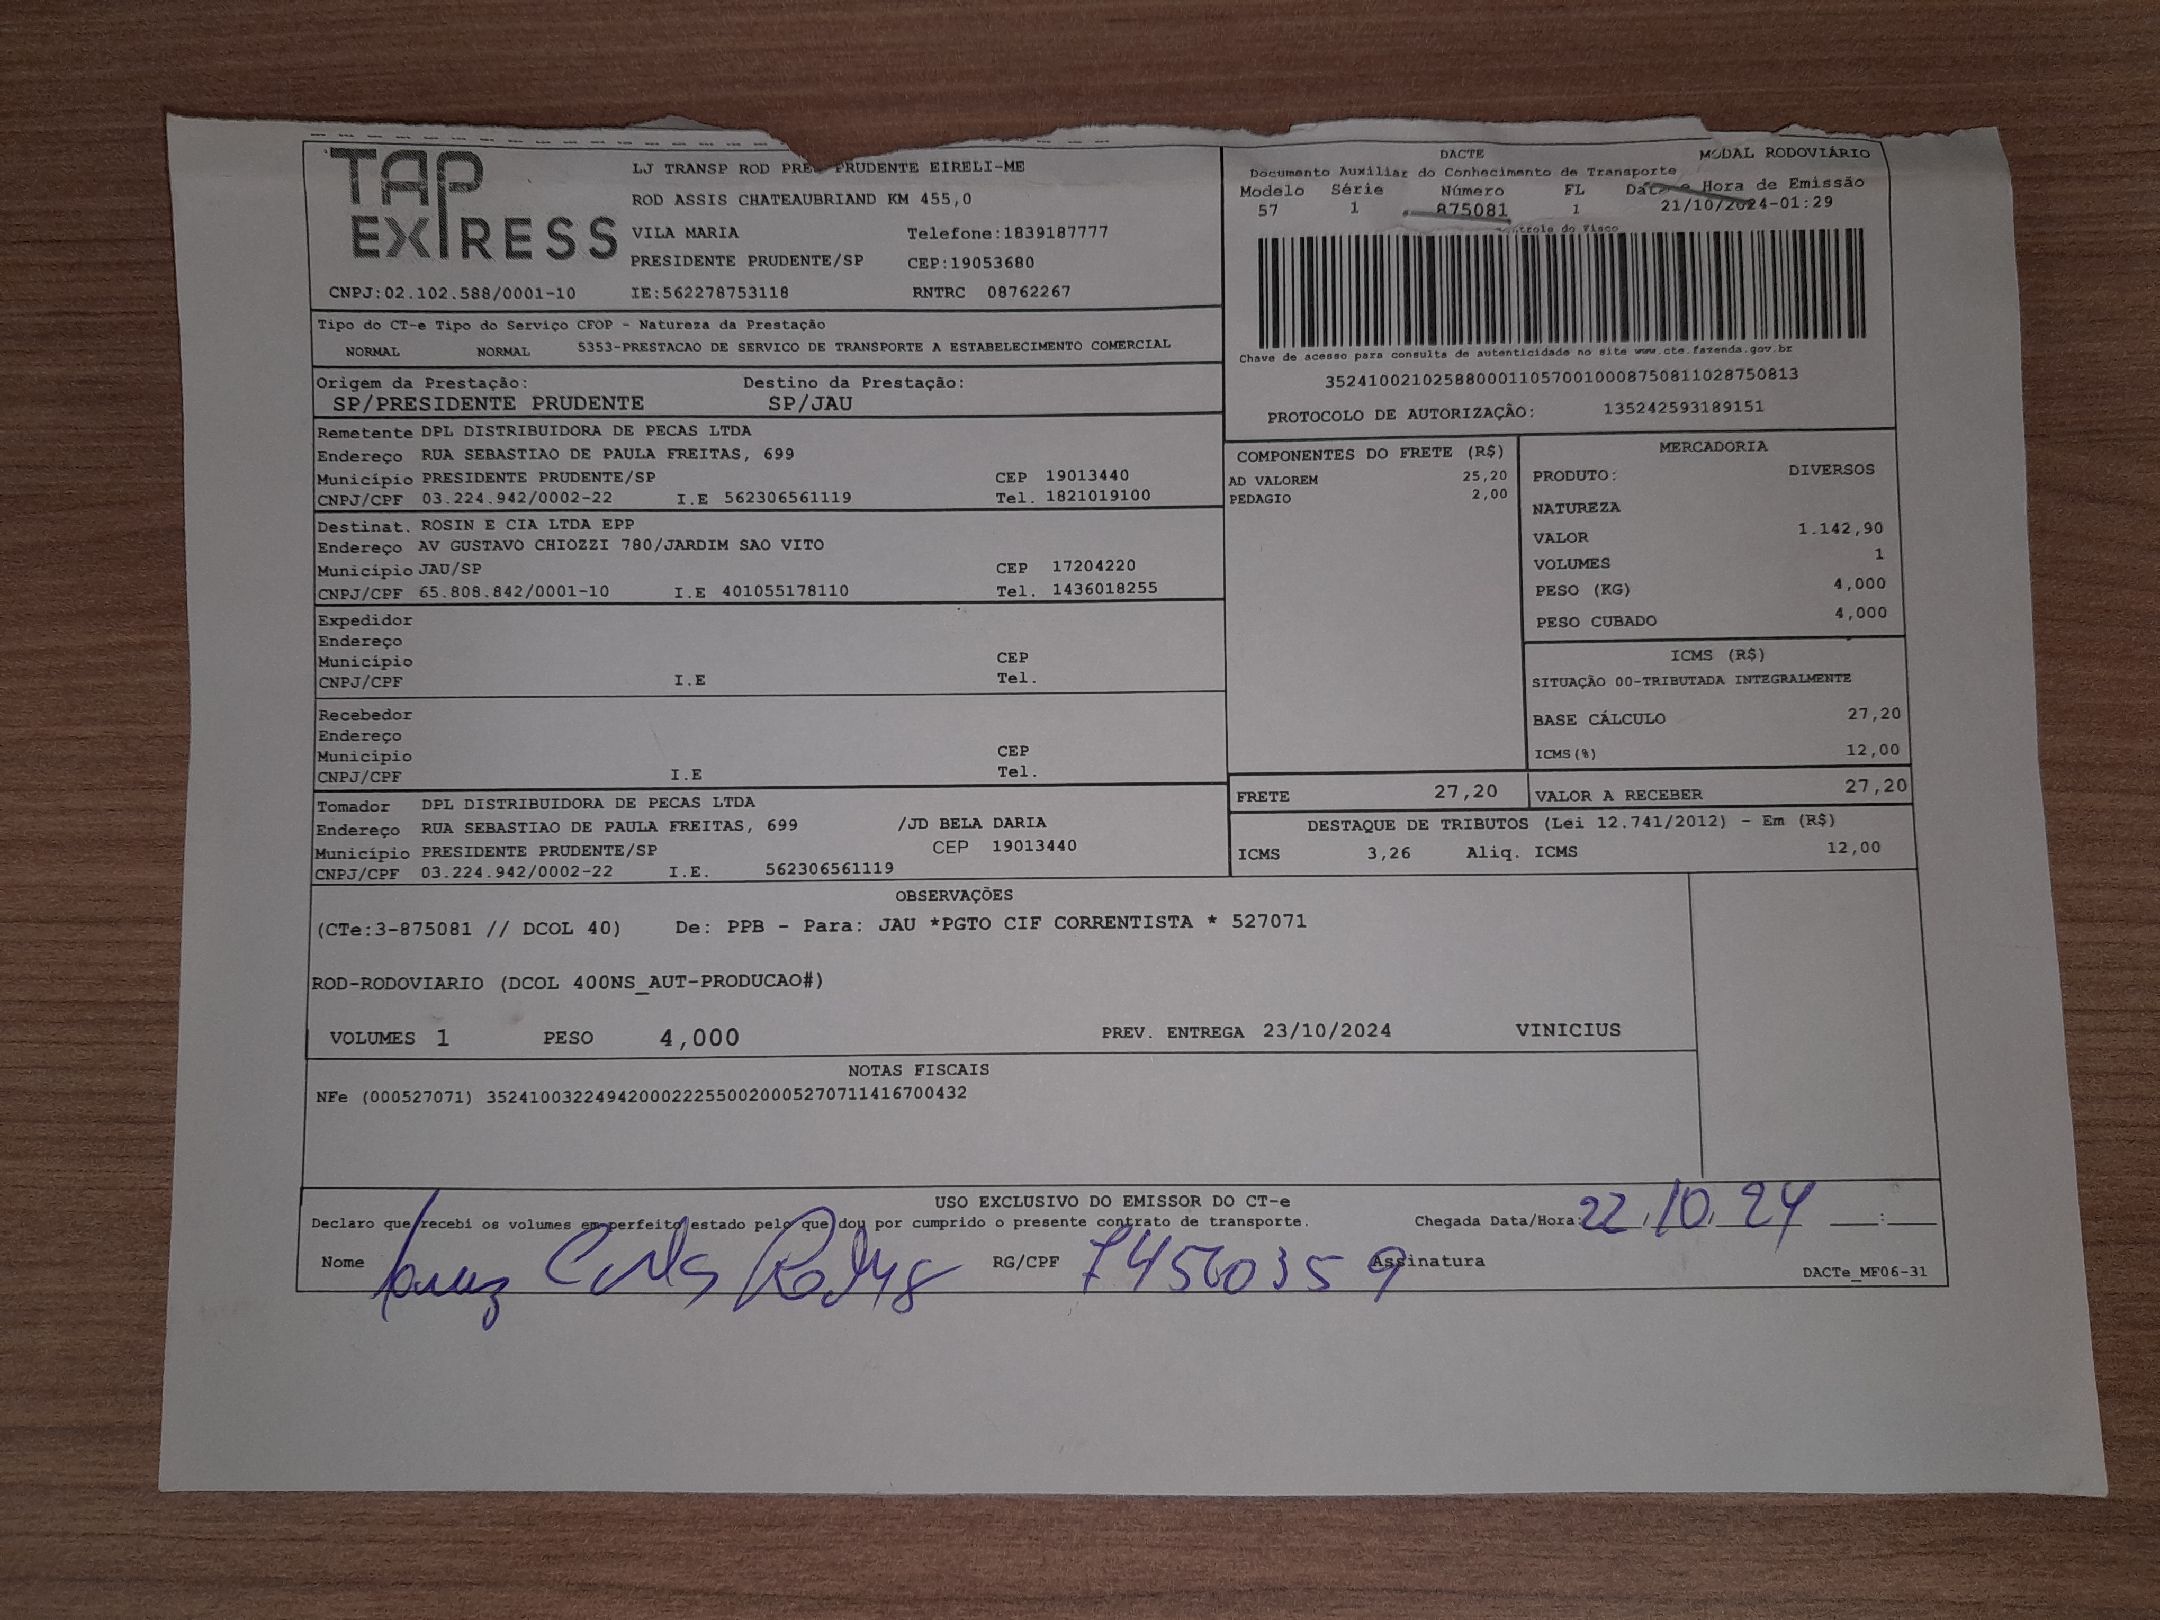 TAP EXPRESS
LJ TRANSP ROD PRES PRUDENTE EIRELI-ME
ROD ASSIS CHATEAUBRIAND KM 455,0
VILA MARIA Telefone:1839187777
PRESIDENTE PRUDENTE/SP CEP:19053680
CNPJ:02.102.588/0001-10 IE:562278753118 RNTRC 08762267
DACTE MODAL RODOVIÁRIO
Documento Auxiliar do Conhecimento de Transporte
Modelo Série Número FL Data e Hora de Emissão
57 1 875081 1 21/10/2024-01:29
Controle do Fisco
Chave de acesso para consulta de autenticidade no site www.cte.fazenda.gov.br
35241002102588000110570010008750811028750813
PROTOCOLO DE AUTORIZAÇÃO: 135242593189151
Tipo do CT-e Tipo do Serviço CFOP - Natureza da Prestação
NORMAL NORMAL 5353-PRESTACAO DE SERVICO DE TRANSPORTE A ESTABELECIMENTO COMERCIAL
Origem da Prestação: Destino da Prestação:
SP/PRESIDENTE PRUDENTE SP/JAU
Remetente DPL DISTRIBUIDORA DE PECAS LTDA
Endereço RUA SEBASTIAO DE PAULA FREITAS, 699
Município PRESIDENTE PRUDENTE/SP CEP 19013440
CNPJ/CPF 03.224.942/0002-22 I.E 562306561119 Tel. 1821019100
Destinat. ROSIN E CIA LTDA EPP
Endereço AV GUSTAVO CHIOZZI 780/JARDIM SAO VITO
Município JAU/SP CEP 17204220
CNPJ/CPF 65.808.842/0001-10 I.E 401055178110 Tel. 1436018255
Expedidor
Endereço
Município CEP
CNPJ/CPF I.E Tel.
Recebedor
Endereço
Município CEP
CNPJ/CPF I.E Tel.
Tomador DPL DISTRIBUIDORA DE PECAS LTDA
Endereço RUA SEBASTIAO DE PAULA FREITAS, 699 /JD BELA DARIA
Município PRESIDENTE PRUDENTE/SP CEP 19013440
CNPJ/CPF 03.224.942/0002-22 I.E. 562306561119
COMPONENTES DO FRETE (R$)
AD VALOREM 25,20
PEDAGIO 2,00
MERCADORIA
PRODUTO: DIVERSOS
NATUREZA
VALOR 1.142,90
VOLUMES 1
PESO (KG) 4,000
PESO CUBADO 4,000
ICMS (R$)
SITUAÇÃO 00-TRIBUTADA INTEGRALMENTE
BASE CÁLCULO 27,20
ICMS(%) 12,00
FRETE 27,20 VALOR A RECEBER 27,20
DESTAQUE DE TRIBUTOS (Lei 12.741/2012) - Em (R$)
ICMS 3,26 Aliq. ICMS 12,00
OBSERVAÇÕES
(CTe:3-875081 // DCOL 40) De: PPB - Para: JAU *PGTO CIF CORRENTISTA * 527071
ROD-RODOVIARIO (DCOL 400NS_AUT-PRODUCAO#)
VOLUMES 1 PESO 4,000 PREV. ENTREGA 23/10/2024 VINICIUS
NOTAS FISCAIS
NFe (000527071) 35241003224942000222550020005270711416700432
USO EXCLUSIVO DO EMISSOR DO CT-e
Declaro que recebi os volumes em perfeito estado pelo que dou por cumprido o presente contrato de transporte. Chegada Data/Hora: 22.10.24 :
Nome RG/CPF Assinatura
DACTe_MF06-31